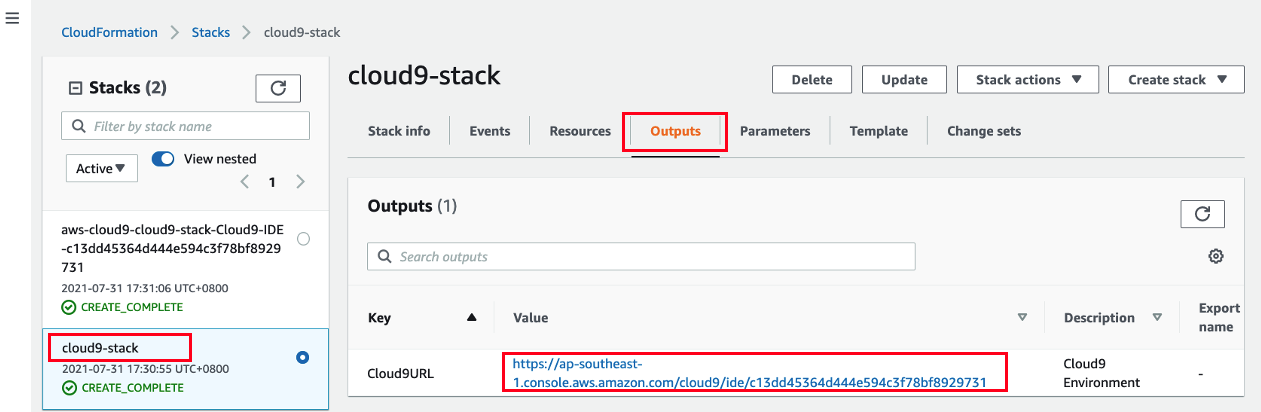 CloudFormation > Stacks > cloud9-stack
Stacks (2)
Filter by stack name
Active
View nested
1
aws-cloud9-cloud9-stack-Cloud9-IDE
-c13dd45364d444e594c3f78bf8929
731
2021-07-31 17:31:06 UTC+0800
CREATE_COMPLETE
cloud9-stack
2021-07-31 17:30:55 UTC+0800
CREATE_COMPLETE
cloud9-stack
Delete
Update
Stack actions
Create stack
Stack info
Events
Resources
Outputs
Parameters
Template
Change sets
Outputs (1)
Search outputs
Key
Value
Description
Export
name
Cloud9URL
https://ap-southeast-
1.console.aws.amazon.com/cloud9/ide/c13dd45364d444e594c3f78bf8929731
Cloud9
Environment
-